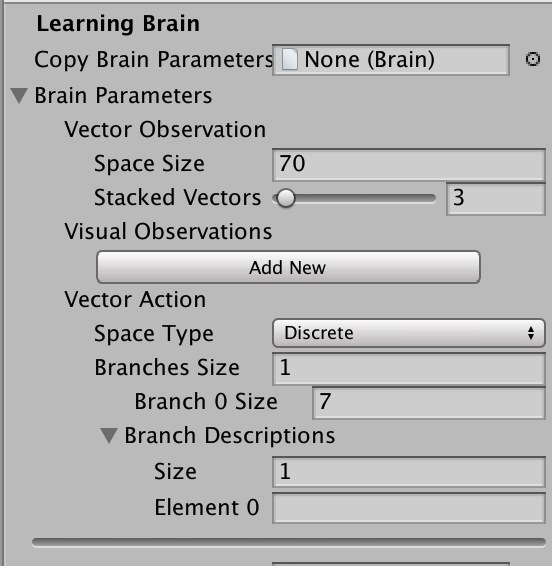 Learning Brain
Copy Brain Parameters None (Brain)
Brain Parameters
Vector Observation
Space Size 70
Stacked Vectors 3
Visual Observations
Add New
Vector Action
Space Type Discrete
Branches Size 1
Branch 0 Size 7
Branch Descriptions
Size 1
Element 0